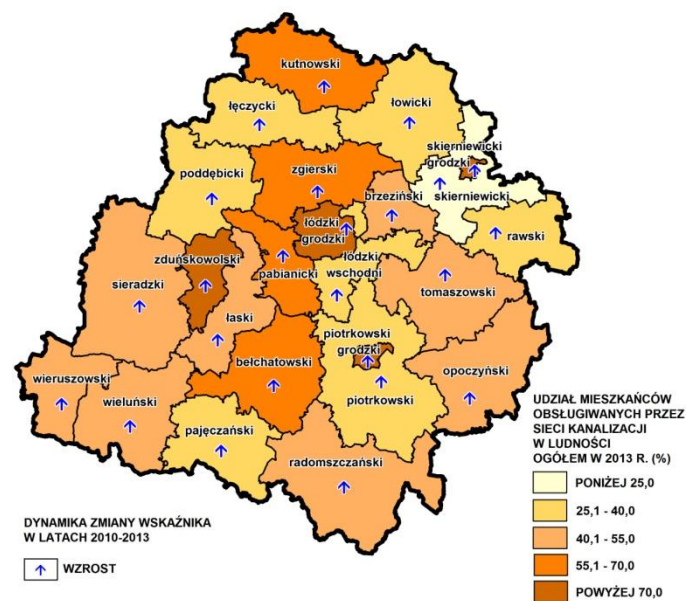 kutnowski
łęczycki
łowicki
skierniewicki
grodzki
poddębicki
zgierski
brzeziński
skierniewicki
łódzki
grodzki
rawski
zduńskowolski
łódzki
wschodni
sieradzki
pabianicki
tomaszowski
łaski
piotrkowski
grodzki
wieruszowski
bełchatowski
opoczyński
wieluński
piotrkowski
pajęczański
radomszczański
UDZIAŁ MIESZKAŃCÓW
OBSŁUGIWANYCH PRZEZ
SIECI KANALIZACJI
W LUDNOŚCI
OGÓŁEM W 2013 R. (%)
PONIŻEJ 25,0
25,1 - 40,0
40,1 - 55,0
55,1 - 70,0
POWYŻEJ 70,0
DYNAMIKA ZMIANY WSKAŹNIKA
W LATACH 2010-2013
WZROST